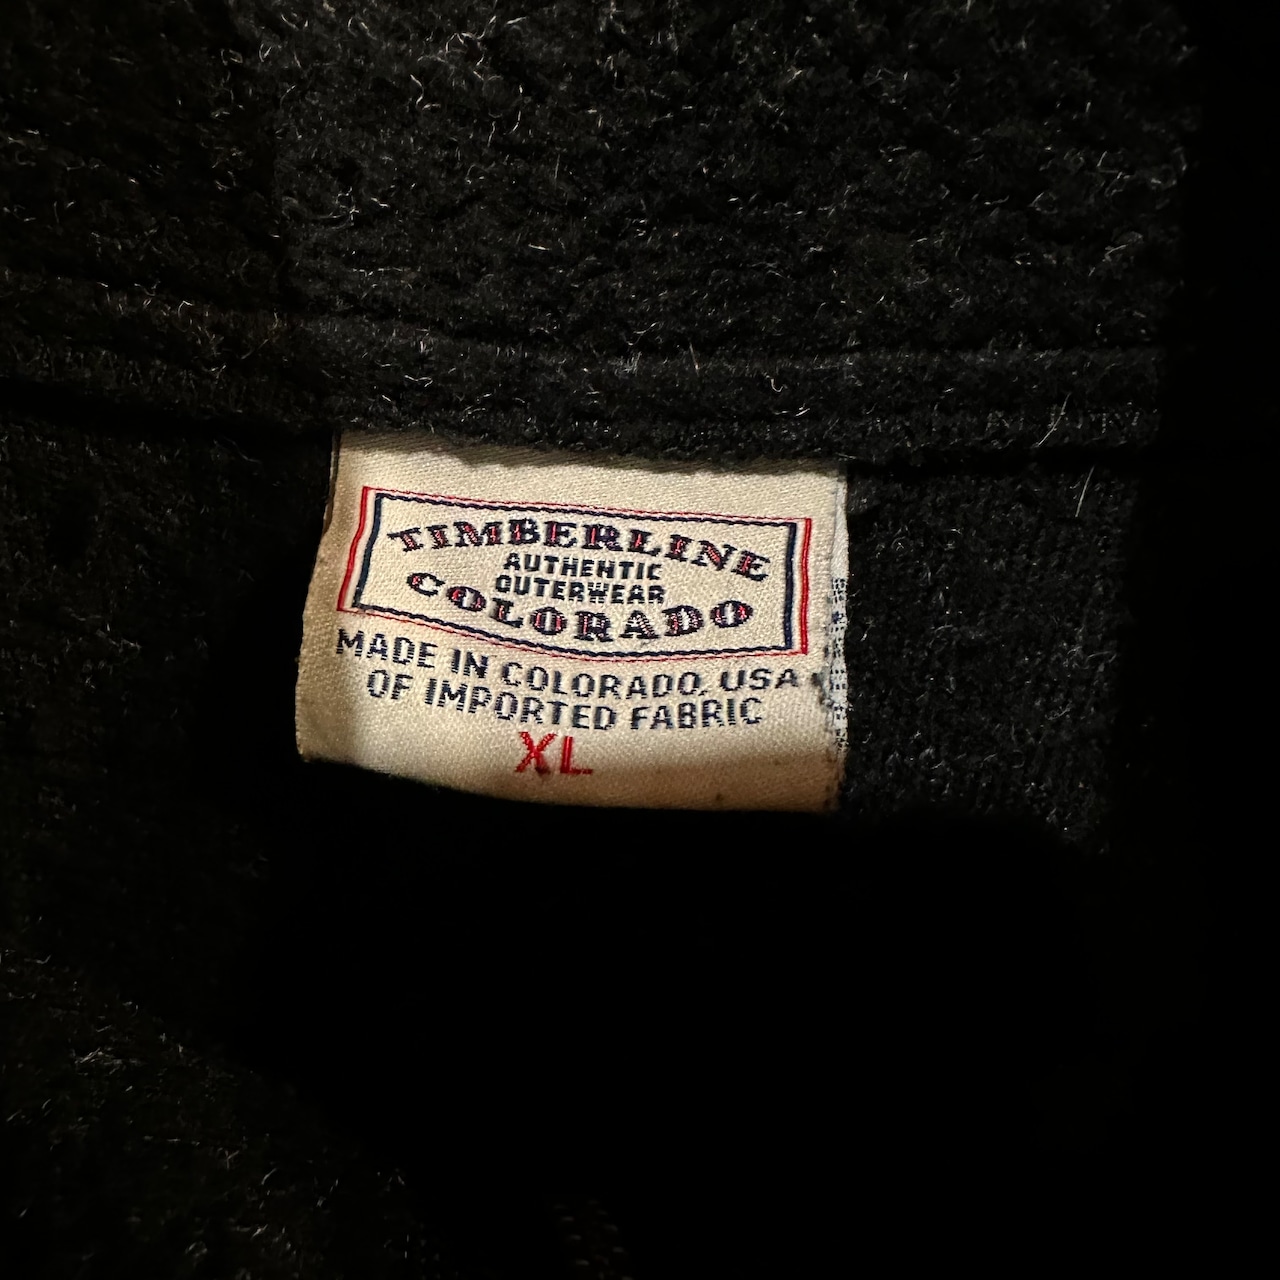 TIMBERLINE
AUTHENTIC
OUTERWEAR
COLORADO
MADE IN COLORADO, USA
OF IMPORTED FABRIC
XL